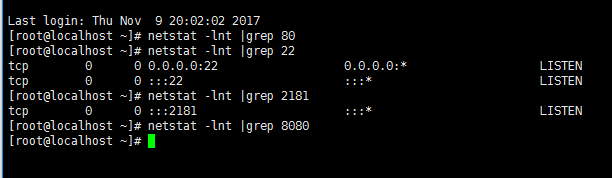 Last login: Thu Nov  9 20:02:02 2017
[root@localhost ~]# netstat -lnt |grep 80
[root@localhost ~]# netstat -lnt |grep 22
tcp        0      0 0.0.0.0:22                  0.0.0.0:*                   LISTEN
tcp        0      0 :::22                       :::*                        LISTEN
[root@localhost ~]# netstat -lnt |grep 2181
tcp        0      0 :::2181                     :::*                        LISTEN
[root@localhost ~]# netstat -lnt |grep 8080
[root@localhost ~]#